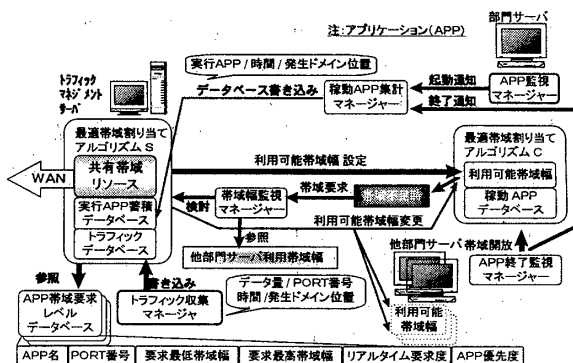 注:アプリケーション(APP)
部門サーバ
実行APP/時間/発生ドメイン位置
トラフィック
マネジメント
サーバ
データベース書き込み
稼動APP集計
マネージャー
起動通知
終了通知
APP監視
マネージャー
最適帯域割り当て
アルゴリズム S
共有帯域
リソース
実行APP蓄積
データベース
トラフィック
データベース
WAN
利用可能帯域幅 設定
最適帯域割り当て
アルゴリズム C
利用可能帯域幅
稼動 APP
データベース
検討
帯域幅監視
マネージャー
帯域要求
利用可能帯域幅変更
参照
他部門サーバ利用帯域幅
他部門サーバ
帯域開放
APP終了監視
マネージャー
利用可能
帯域幅
参照
書き込み
APP帯域要求
レベル
データベース
トラフィック収集
マネージャ
データ量/PORT番号
時間/発生ドメイン位置
APP名 PORT番号 要求最低帯域幅 要求最高帯域幅 リアルタイム要求度 APP優先度